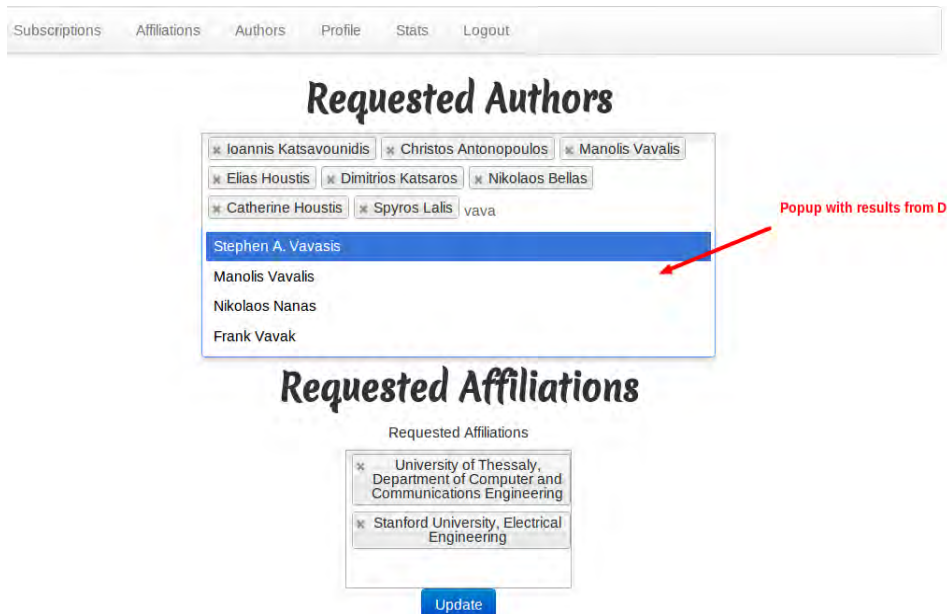 Subscriptions Affiliations Authors Profile Stats Logout
Requested Authors
Ioannis Katsavounidis Christos Antonopoulos Manolis Vavalis
Elias Houstis Dimitrios Katsaros Nikolaos Bellas
Catherine Houstis Spyros Lalis vava
Popup with results from D
Stephen A. Vavasis
Manolis Vavalis
Nikolaos Nanas
Frank Vavak
Requested Affiliations
Requested Affiliations
University of Thessaly,
Department of Computer and
Communications Engineering
Stanford University, Electrical
Engineering
Update